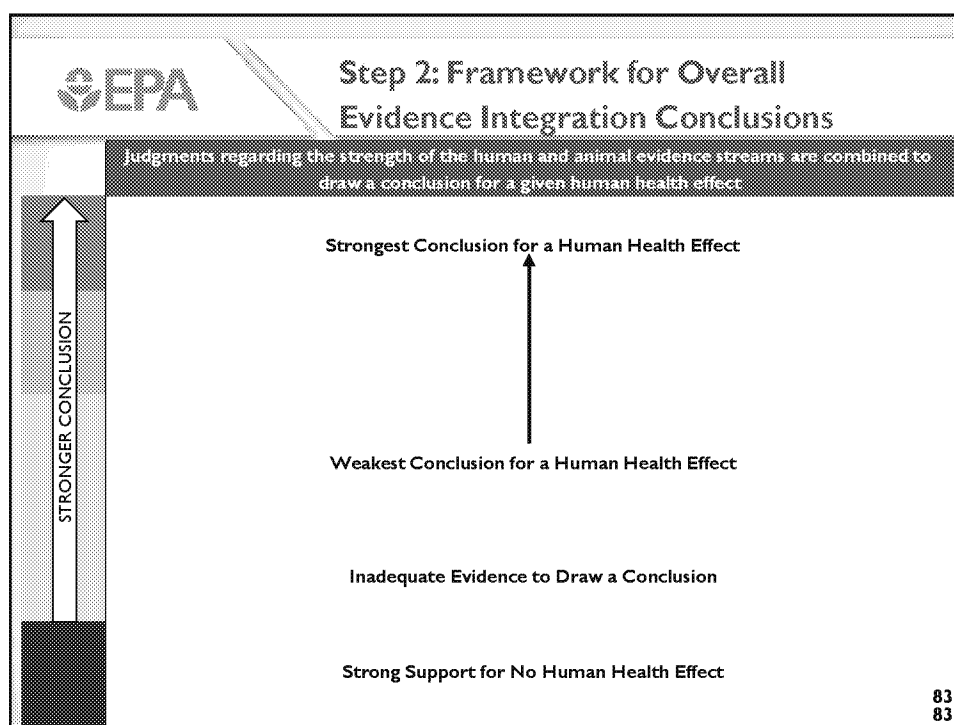 EPA
Step 2: Framework for Overall
Evidence Integration Conclusions
Judgments regarding the strength of the human and animal evidence streams are combined to
draw a conclusion for a given human health effect
STRONGER CONCLUSION
Strongest Conclusion for a Human Health Effect
Weakest Conclusion for a Human Health Effect
Inadequate Evidence to Draw a Conclusion
Strong Support for No Human Health Effect
83
83